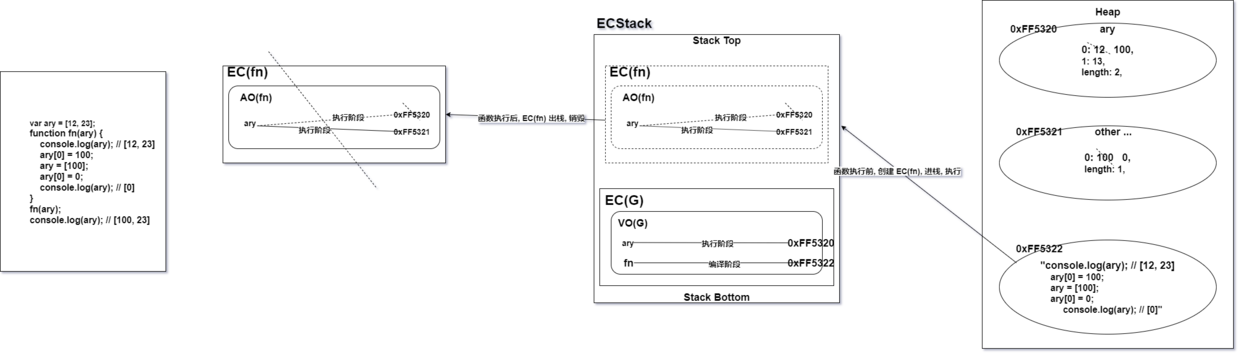 var ary = [12, 23];
function fn(ary) {
console.log(ary); // [12, 23]
ary[0] = 100;
ary = [100];
ary[0] = 0;
console.log(ary); // [0]
}
fn(ary);
console.log(ary); // [100, 23]
EC(fn)
AO(fn)
ary
执行阶段
0xFF5320
执行阶段
0xFF5321
函数执行后, EC(fn) 出栈, 销毁
ECStack
Stack Top
EC(fn)
AO(fn)
ary
执行阶段
0xFF5320
执行阶段
0xFF5321
EC(G)
VO(G)
ary
执行阶段
0xFF5320
fn
编译阶段
0xFF5322
Stack Bottom
函数执行前, 创建 EC(fn), 进栈, 执行
Heap
0xFF5320
ary
0: 12 100,
1: 13,
length: 2,
0xFF5321
other ...
0: 100 0,
length: 1,
0xFF5322
"console.log(ary); // [12, 23]
ary[0] = 100;
ary = [100];
ary[0] = 0;
console.log(ary); // [0]"